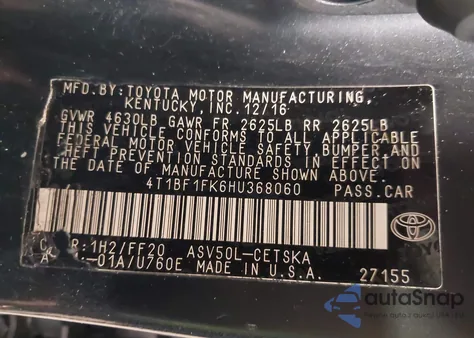 MFD. BY: TOYOTA MOTOR MANUFACTURING,
KENTUCKY, INC. 12/16
GVWR 4630LB GAWR FR 2625LB RR 2625LB
THIS VEHICLE CONFORMS TO ALL APPLICABLE
FEDERAL MOTOR VEHICLE SAFETY, BUMPER, AND
THEFT PREVENTION STANDARDS IN EFFECT ON
THE DATE OF MANUFACTURE SHOWN ABOVE.
4T1BF1FK6HU368060 PASS.CAR
C R:1H2/FF20 ASV50L-CETSKA
A -01A/U760E MADE IN U.S.A. 27155
TOYOTA
autoSnap